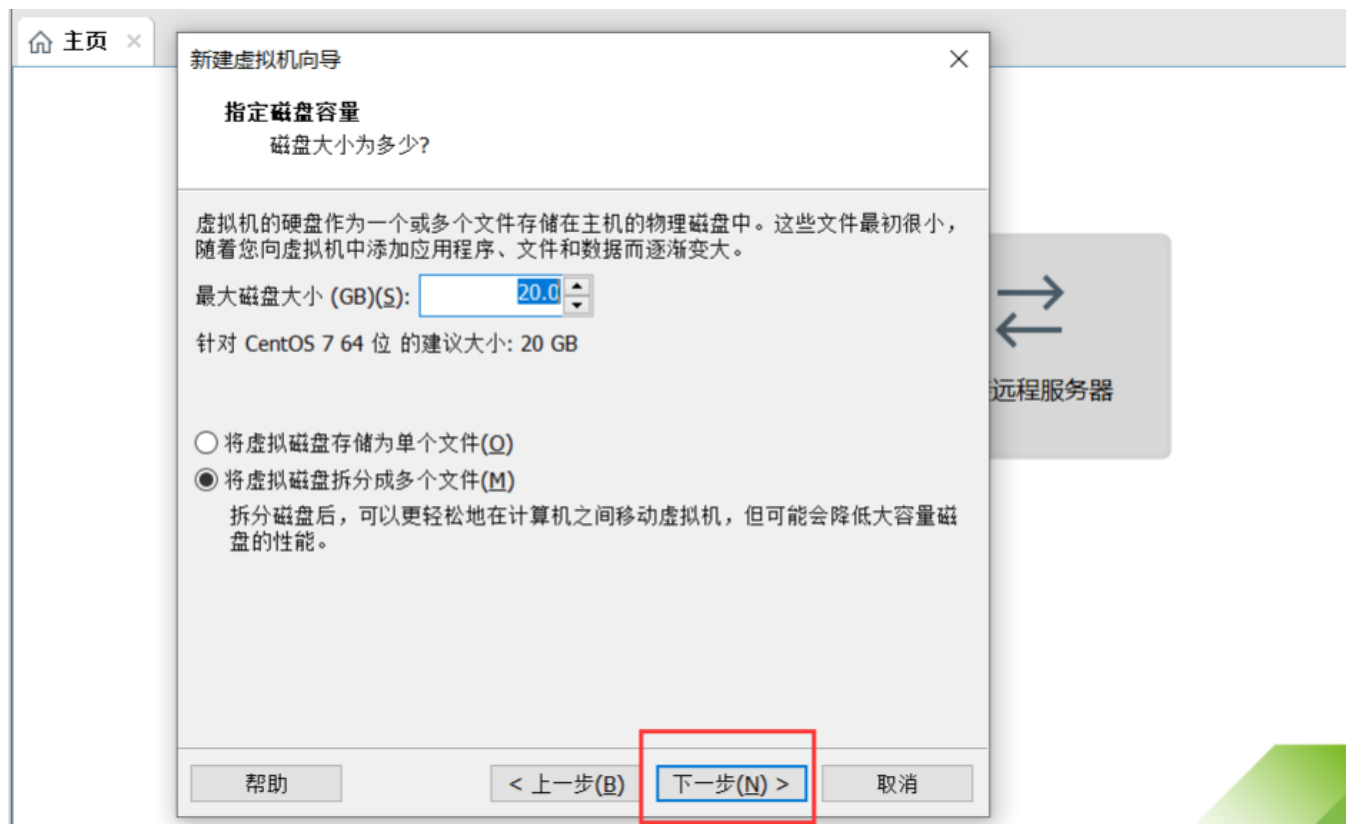 主页 ×
新建虚拟机向导
指定磁盘容量
磁盘大小为多少?
虚拟机的硬盘作为一个或多个文件存储在主机的物理磁盘中。这些文件最初很小，
随着您向虚拟机中添加应用程序、文件和数据而逐渐变大。
最大磁盘大小 (GB)(S): 20.0
针对 CentOS 7 64 位 的建议大小: 20 GB
远程服务器
将虚拟磁盘存储为单个文件(O)
将虚拟磁盘拆分成多个文件(M)
拆分磁盘后，可以更轻松地在计算机之间移动虚拟机，但可能会降低大容量磁
盘的性能。
帮助 < 上一步(B) 下一步(N) > 取消